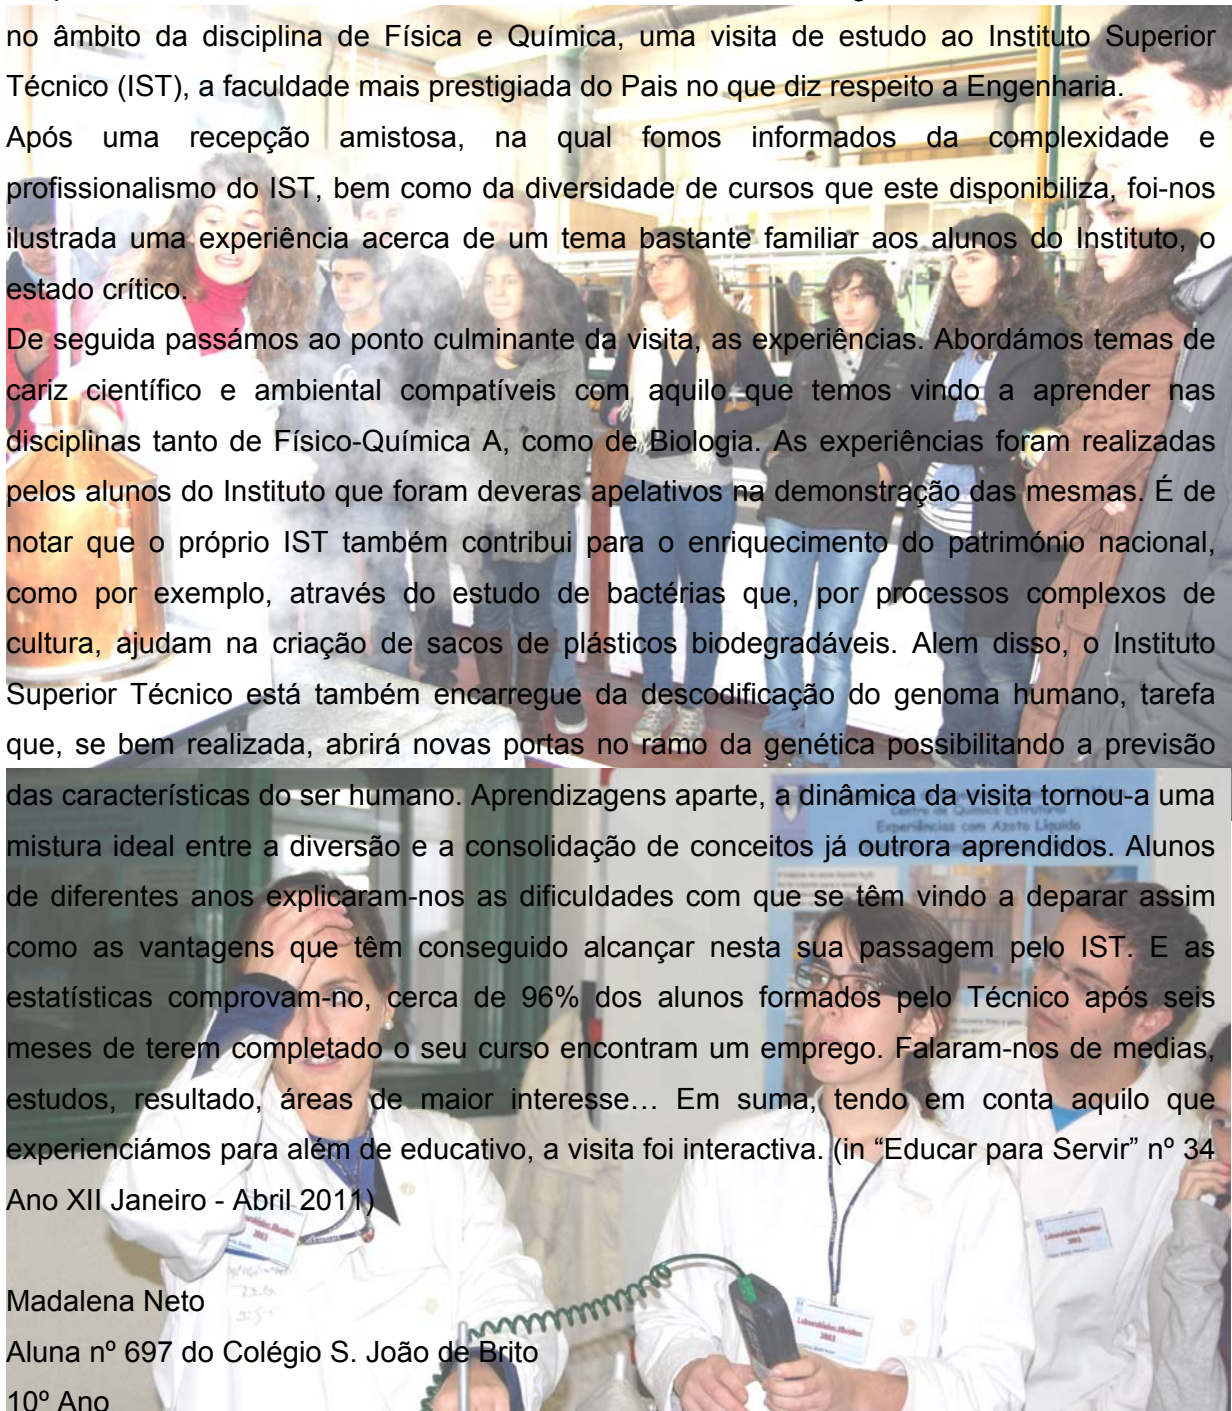 no âmbito da disciplina de Física e Química, uma visita de estudo ao Instituto Superior
Técnico (IST), a faculdade mais prestigiada do Pais no que diz respeito a Engenharia.
Após uma recepção amistosa, na qual fomos informados da complexidade e
profissionalismo do IST, bem como da diversidade de cursos que este disponibiliza, foi-nos
ilustrada uma experiência acerca de um tema bastante familiar aos alunos do Instituto, o
estado crítico.
De seguida passámos ao ponto culminante da visita, as experiências. Abordámos temas de
cariz científico e ambiental compatíveis com aquilo que temos vindo a aprender nas
disciplinas tanto de Físico-Química A, como de Biologia. As experiências foram realizadas
pelos alunos do Instituto que foram deveras apelativos na demonstração das mesmas. É de
notar que o próprio IST também contribui para o enriquecimento do património nacional,
como por exemplo, através do estudo de bactérias que, por processos complexos de
cultura, ajudam na criação de sacos de plásticos biodegradáveis. Alem disso, o Instituto
Superior Técnico está também encarregue da descodificação do genoma humano, tarefa
que, se bem realizada, abrirá novas portas no ramo da genética possibilitando a previsão
das características do ser humano. Aprendizagens aparte, a dinâmica da visita tornou-a uma
mistura ideal entre a diversão e a consolidação de conceitos já outrora aprendidos. Alunos
de diferentes anos explicaram-nos as dificuldades com que se têm vindo a deparar assim
como as vantagens que têm conseguido alcançar nesta sua passagem pelo IST. E as
estatísticas comprovam-no, cerca de 96% dos alunos formados pelo Técnico após seis
meses de terem completado o seu curso encontram um emprego. Falaram-nos de medias,
estudos, resultado, áreas de maior interesse… Em suma, tendo em conta aquilo que
experienciámos para além de educativo, a visita foi interactiva. (in “Educar para Servir” nº 34
Ano XII Janeiro - Abril 2011)
Madalena Neto
Aluna nº 697 do Colégio S. João de Brito
10º Ano
Centro de Química Estrutural
Experiências com Azoto Líquido
Laboratórios Abertos
2011
Laboratórios Abertos
2011